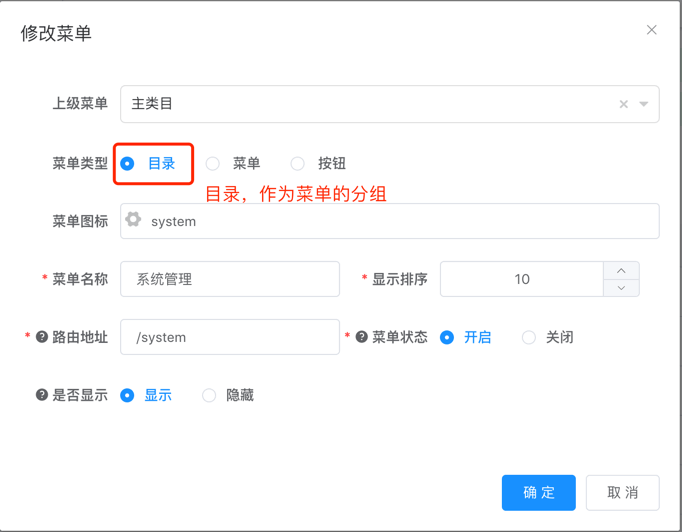 修改菜单
上级菜单 主类目
菜单类型 目录 菜单 按钮
目录，作为菜单的分组
菜单图标 system
* 菜单名称 系统管理 * 显示排序 10
* ? 路由地址 /system * ? 菜单状态 开启 关闭
? 是否显示 显示 隐藏
确 定 取 消